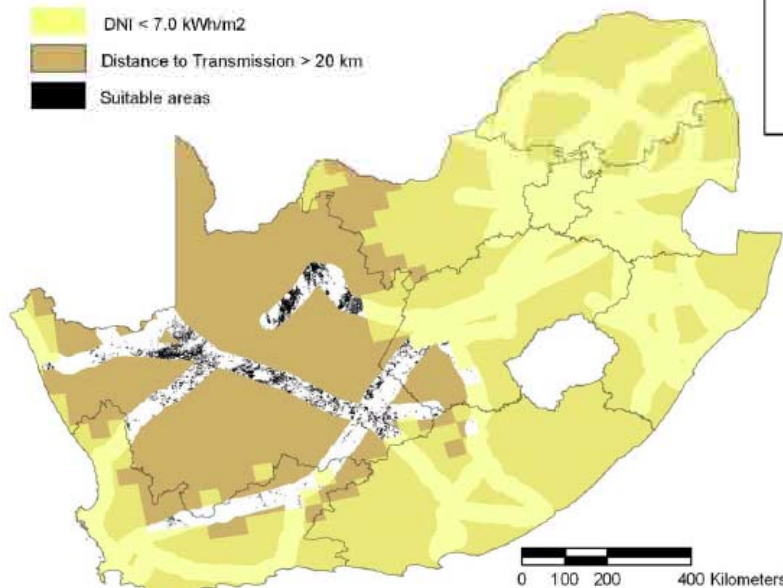 DNI < 7.0 kWh/m2
Distance to Transmission > 20 km
Suitable areas
0 100 200 400 Kilometers